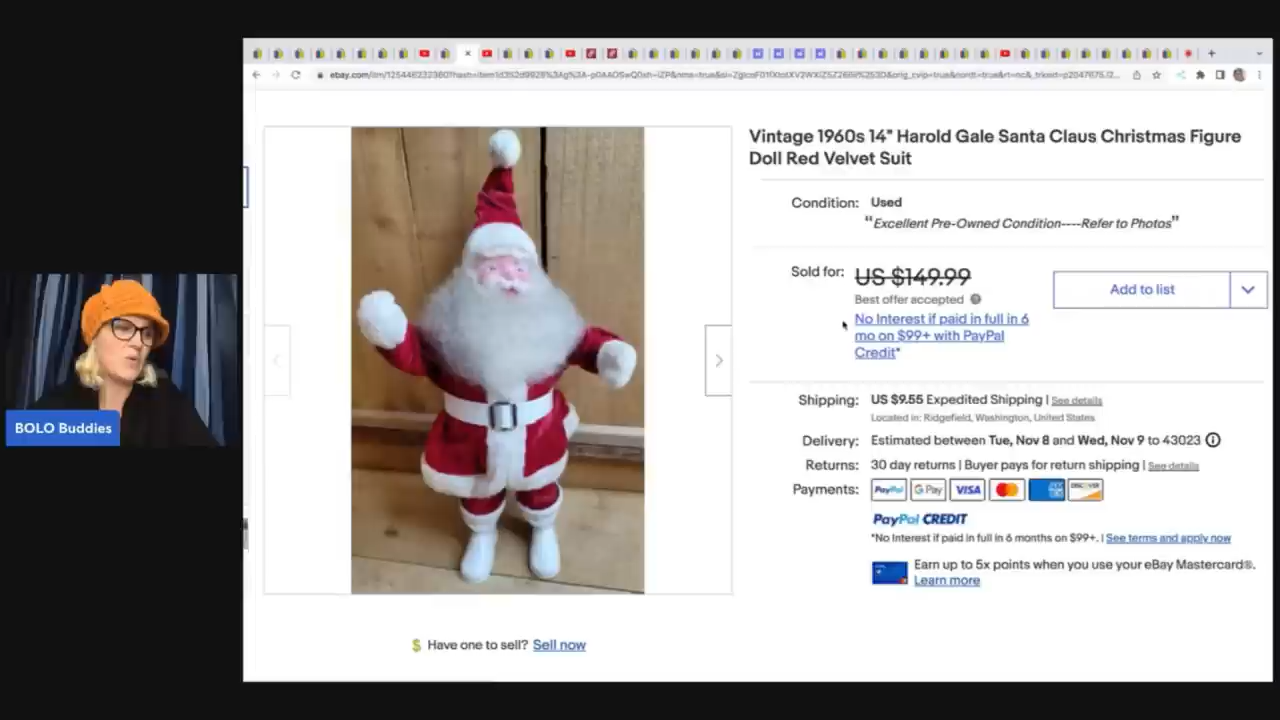 Vintage 1960s 14" Harold Gale Santa Claus Christmas Figure
Doll Red Velvet Suit
Condition: Used
"Excellent Pre-Owned Condition----Refer to Photos"
Sold for: US $149.99
Best offer accepted
Add to list
No Interest if paid in full in 6
mo on $99+ with PayPal
Credit*
Shipping: US $9.55 Expedited Shipping | See details
Located in: Ridgefield, Washington, United States
BOLO Buddies
Delivery: Estimated between Tue, Nov 8 and Wed, Nov 9 to 43023
Returns: 30 day returns | Buyer pays for return shipping | See details
Payments: PayPal G Pay VISA MasterCard DISCOVER
PayPal CREDIT
*No Interest if paid in full in 6 months on $99+. | See terms and apply now
Earn up to 5x points when you use your eBay Mastercard®.
Learn more
$ Have one to sell? Sell now